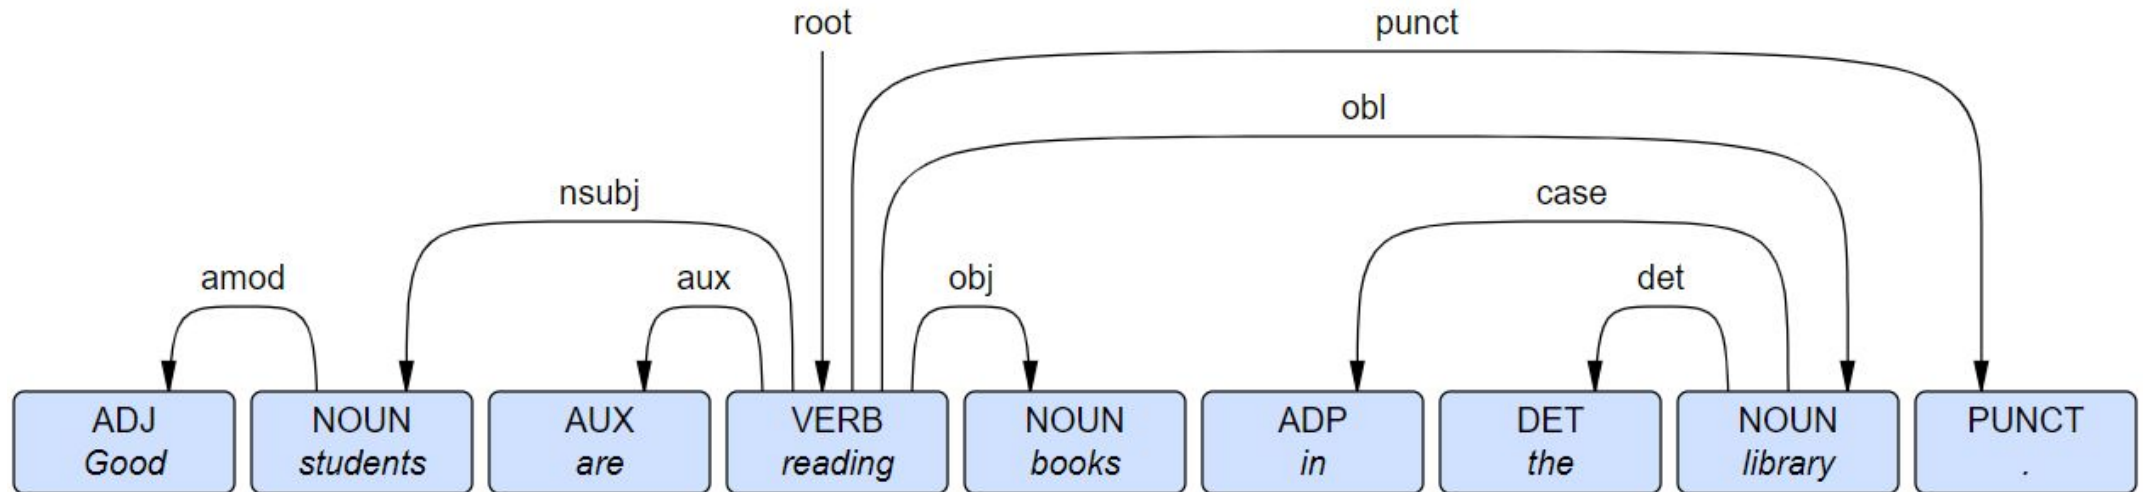 root punct
obl
nsubj case
amod aux obj det
ADJ NOUN AUX VERB NOUN ADP DET NOUN PUNCT
Good students are reading books in the library .